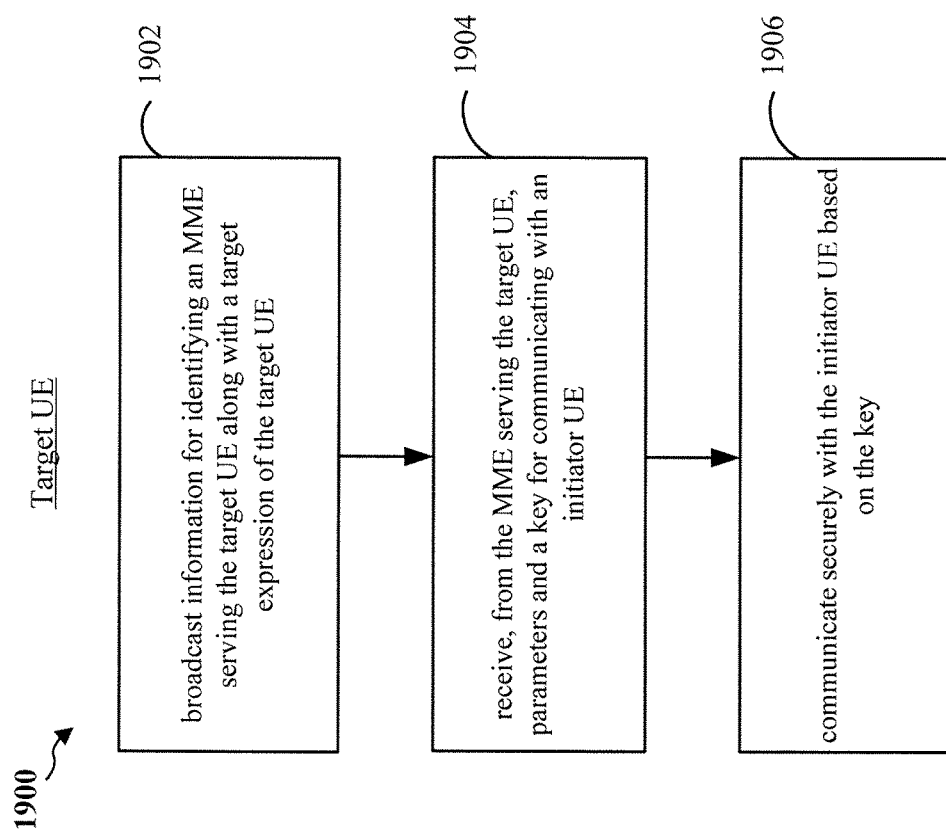 1900
Target UE
1902
broadcast information for identifying an MME
serving the target UE along with a target
expression of the target UE
1904
receive, from the MME serving the target UE,
parameters and a key for communicating with an
initiator UE
1906
communicate securely with the initiator UE based
on the key